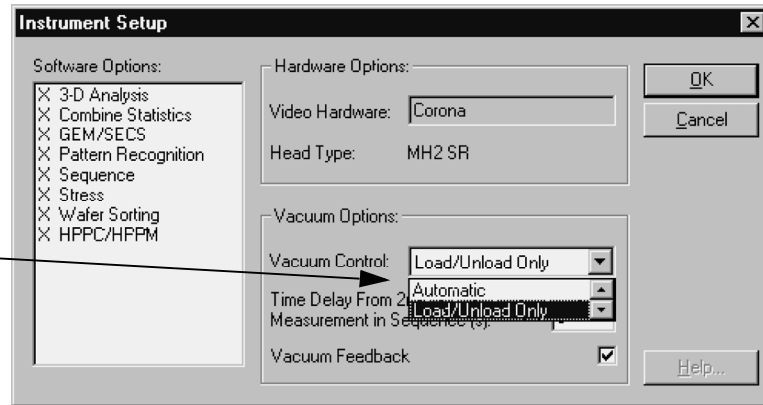 Instrument Setup
Software Options:
X 3-D Analysis
X Combine Statistics
X GEM/SECS
X Pattern Recognition
X Sequence
X Stress
X Wafer Sorting
X HPPC/HPPM
Hardware Options:
Video Hardware: Corona
Head Type: MH2 SR
Vacuum Options:
Vacuum Control: Load/Unload Only
Automatic
Load/Unload Only
Time Delay From
Measurement in Sequence (s):
Vacuum Feedback
OK
Cancel
Help...